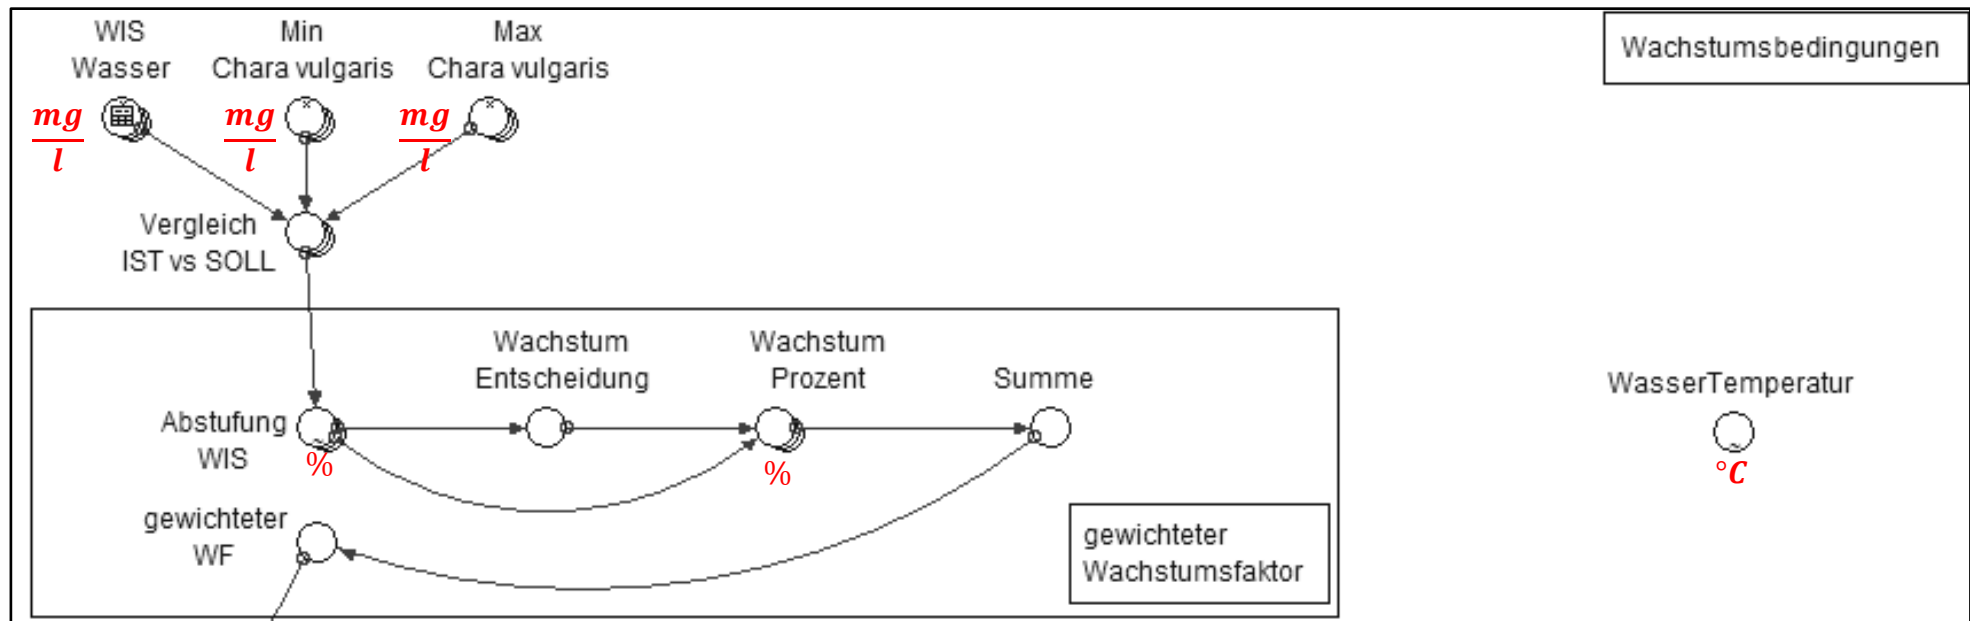 WIS
Wasser
Min
Chara vulgaris
Max
Chara vulgaris
Wachstumsbedingungen
mg
l
mg
l
mg
l
Vergleich
IST vs SOLL
Wachstum
Entscheidung
Wachstum
Prozent
Summe
WasserTemperatur
Abstufung
WIS
%
%
°C
gewichteter
WF
gewichteter
Wachstumsfaktor